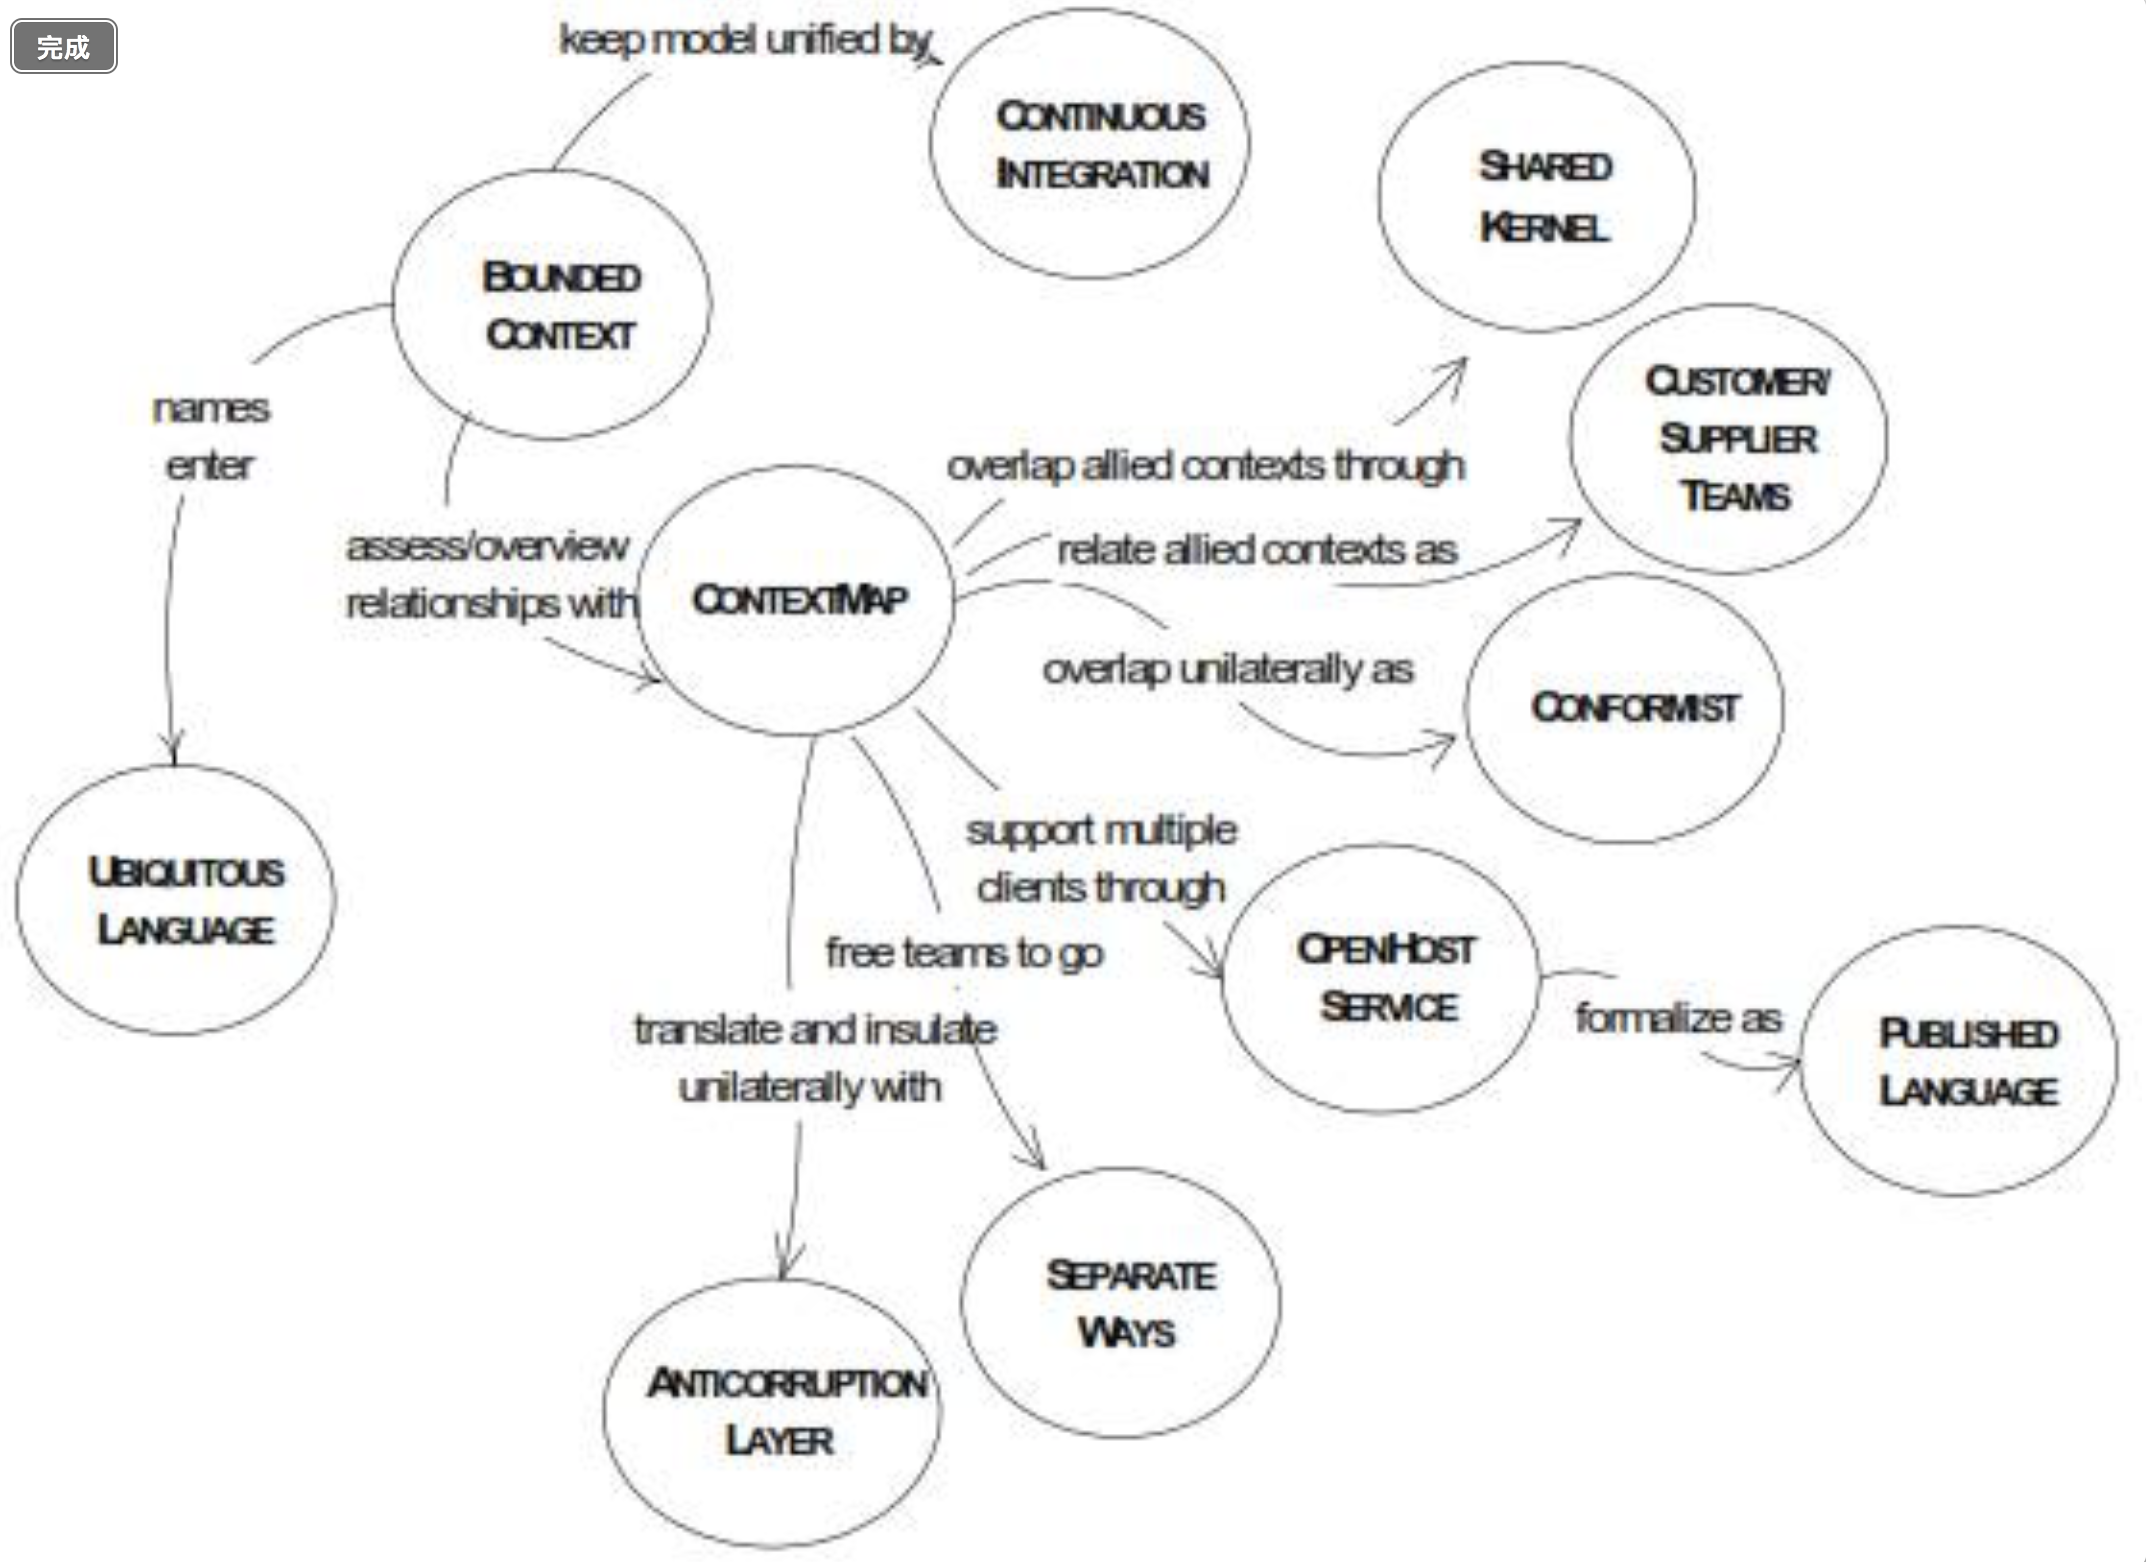 完成
keep model unified by
CONTINUOUS
INTEGRATION
SHARED
KERNEL
BOUNDED
CONTEXT
CUSTOMER/
SUPPLIER
TEAMS
names
enter
overlap allied contexts through
assess/overview
relationships with
relate allied contexts as
CONTEXT MAP
overlap unilaterally as
CONFORMIST
support multiple
clients through
UBIQUITOUS
LANGUAGE
free teams to go
OPEN HOST
SERVICE
translate and insulate
unilaterally with
formalize as
PUBLISHED
LANGUAGE
SEPARATE
WAYS
ANTICORRUPTION
LAYER